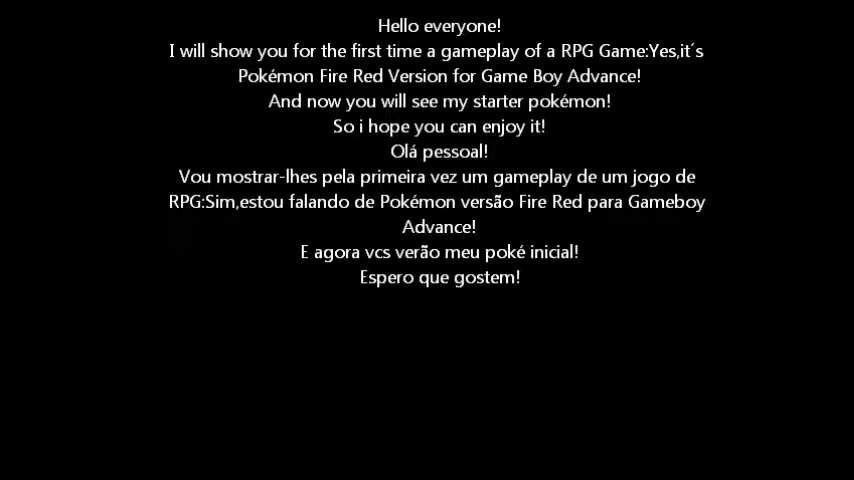 Hello everyone!
I will show you for the first time a gameplay of a RPG Game:Yes,it´s
Pokémon Fire Red Version for Game Boy Advance!
And now you will see my starter pokémon!
So i hope you can enjoy it!
Olá pessoal!
Vou mostrar-lhes pela primeira vez um gameplay de um jogo de
RPG:Sim,estou falando de Pokémon versão Fire Red para Gameboy
Advance!
E agora vcs verão meu poké inicial!
Espero que gostem!